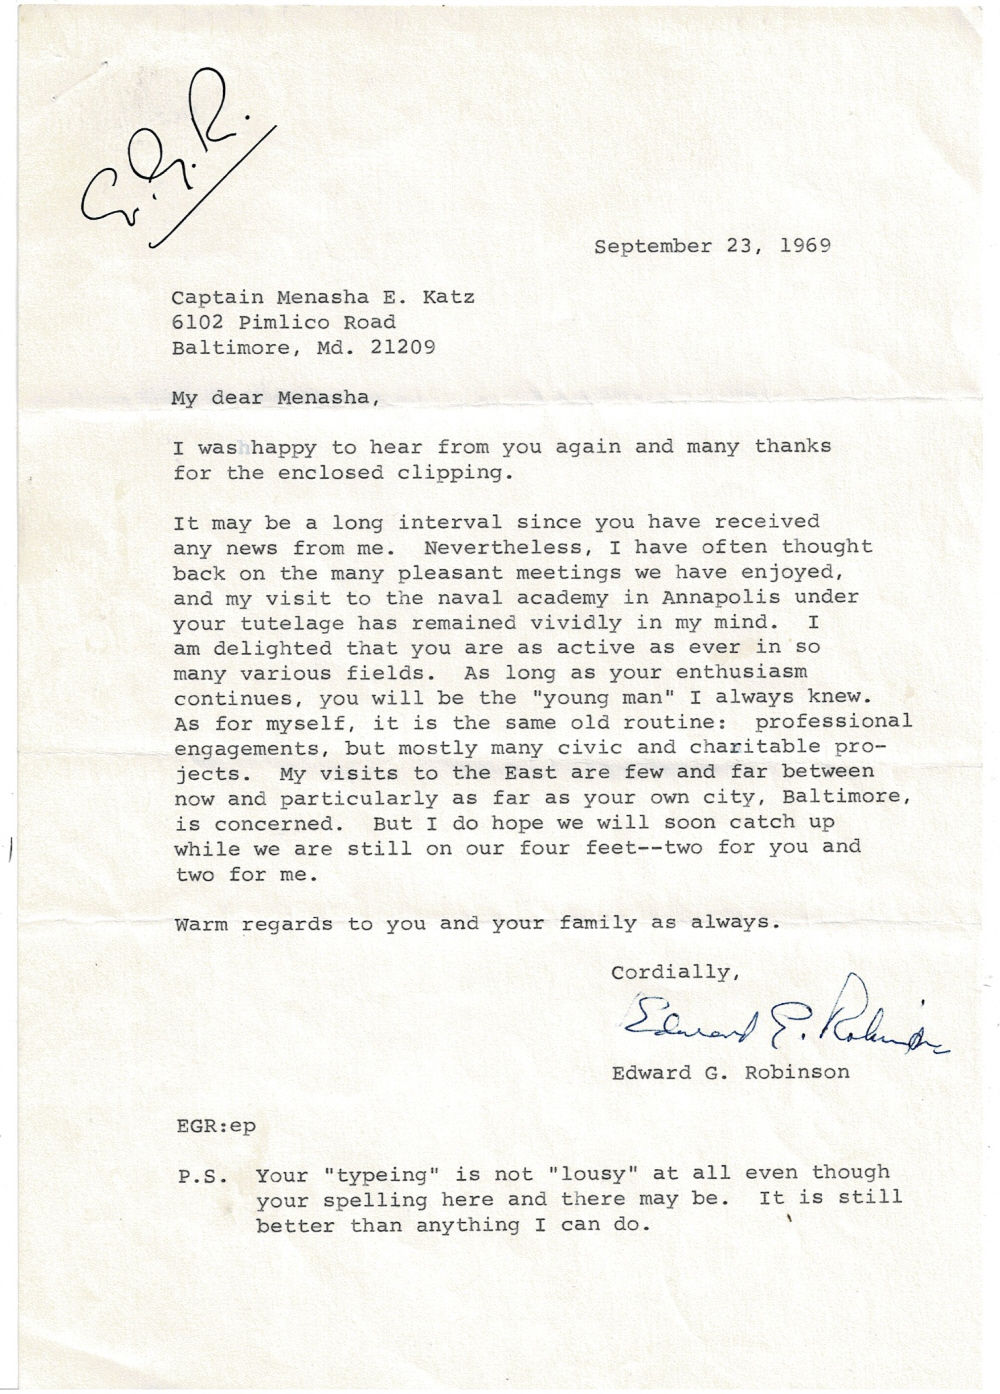 E.G.R.
September 23, 1969
Captain Menasha E. Katz
6102 Pimlico Road
Baltimore, Md. 21209
My dear Menasha,
I was happy to hear from you again and many thanks
for the enclosed clipping.
It may be a long interval since you have received
any news from me.  Nevertheless, I have often thought
back on the many pleasant meetings we have enjoyed,
and my visit to the naval academy in Annapolis under
your tutelage has remained vividly in my mind.  I
am delighted that you are as active as ever in so
many various fields.  As long as your enthusiasm
continues, you will be the "young man" I always knew.
As for myself, it is the same old routine:  professional
engagements, but mostly many civic and charitable pro-
jects.  My visits to the East are few and far between
now and particularly as far as your own city, Baltimore,
is concerned.  But I do hope we will soon catch up
while we are still on our four feet--two for you and
two for me.
Warm regards to you and your family as always.
Cordially,
Edward G. Robinson
Edward G. Robinson
EGR:ep
P.S.  Your "typeing" is not "lousy" at all even though
your spelling here and there may be.  It is still
better than anything I can do.